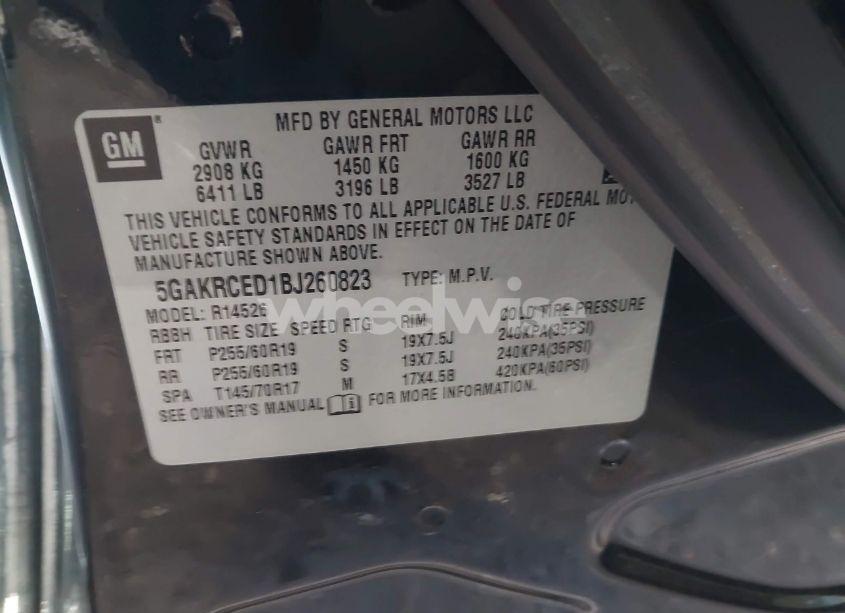 GM ®
MFD BY GENERAL MOTORS LLC
GVWR GAWR FRT GAWR RR
2908 KG 1450 KG 1600 KG
6411 LB 3196 LB 3527 LB
THIS VEHICLE CONFORMS TO ALL APPLICABLE U.S. FEDERAL
VEHICLE SAFETY STANDARDS IN EFFECT ON THE DATE OF
MANUFACTURE SHOWN ABOVE.
5GAKRCED1BJ260823 TYPE: M.P.V.
MODEL: R14526
RBBH TIRE SIZE SPEED RTG RIM COLD TIRE PRESSURE
FRT P255/60R19 S 19X7.5J 240KPA(35PSI)
RR P255/60R19 S 19X7.5J 240KPA(35PSI)
SPA T145/70R17 M 17X4.5B 420KPA(60PSI)
SEE OWNER'S MANUAL FOR MORE INFORMATION.
wheelwise